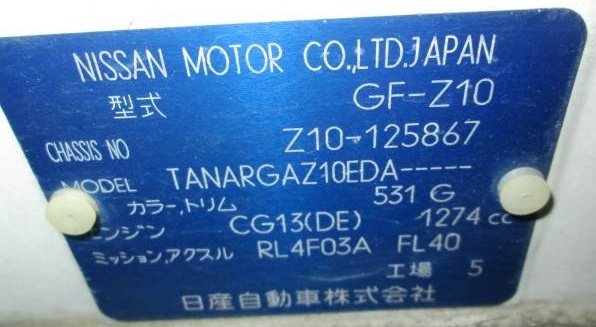 NISSAN MOTOR CO.,LTD.JAPAN
型式 GF-Z10
CHASSIS NO Z10-125867
MODEL TANARGAZ10EDA-----
カラー,トリム 531 G
エンジン CG13(DE) 1274 cc
ミッション,アクスル RL4F03A FL40
工場 5
日産自動車株式会社